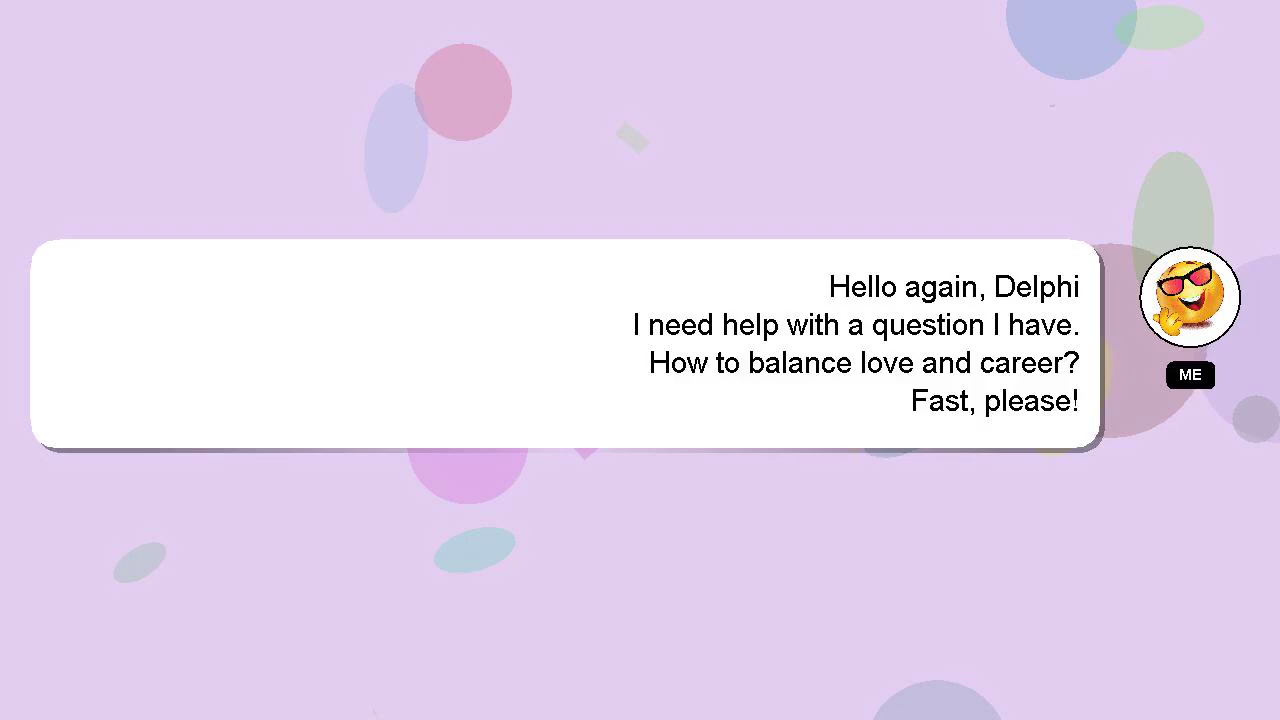 Hello again, Delphi
I need help with a question I have.
How to balance love and career?
Fast, please!
ME